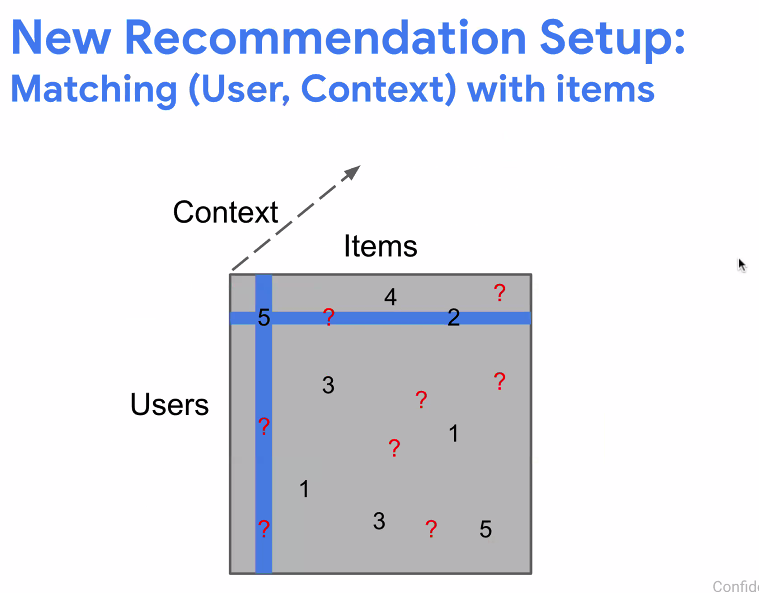 New Recommendation Setup:
Matching (User, Context) with items
Context
Items
4 ?
5 ? 2
3 ?
?
Users
? 1
?
1
3
? ? 5